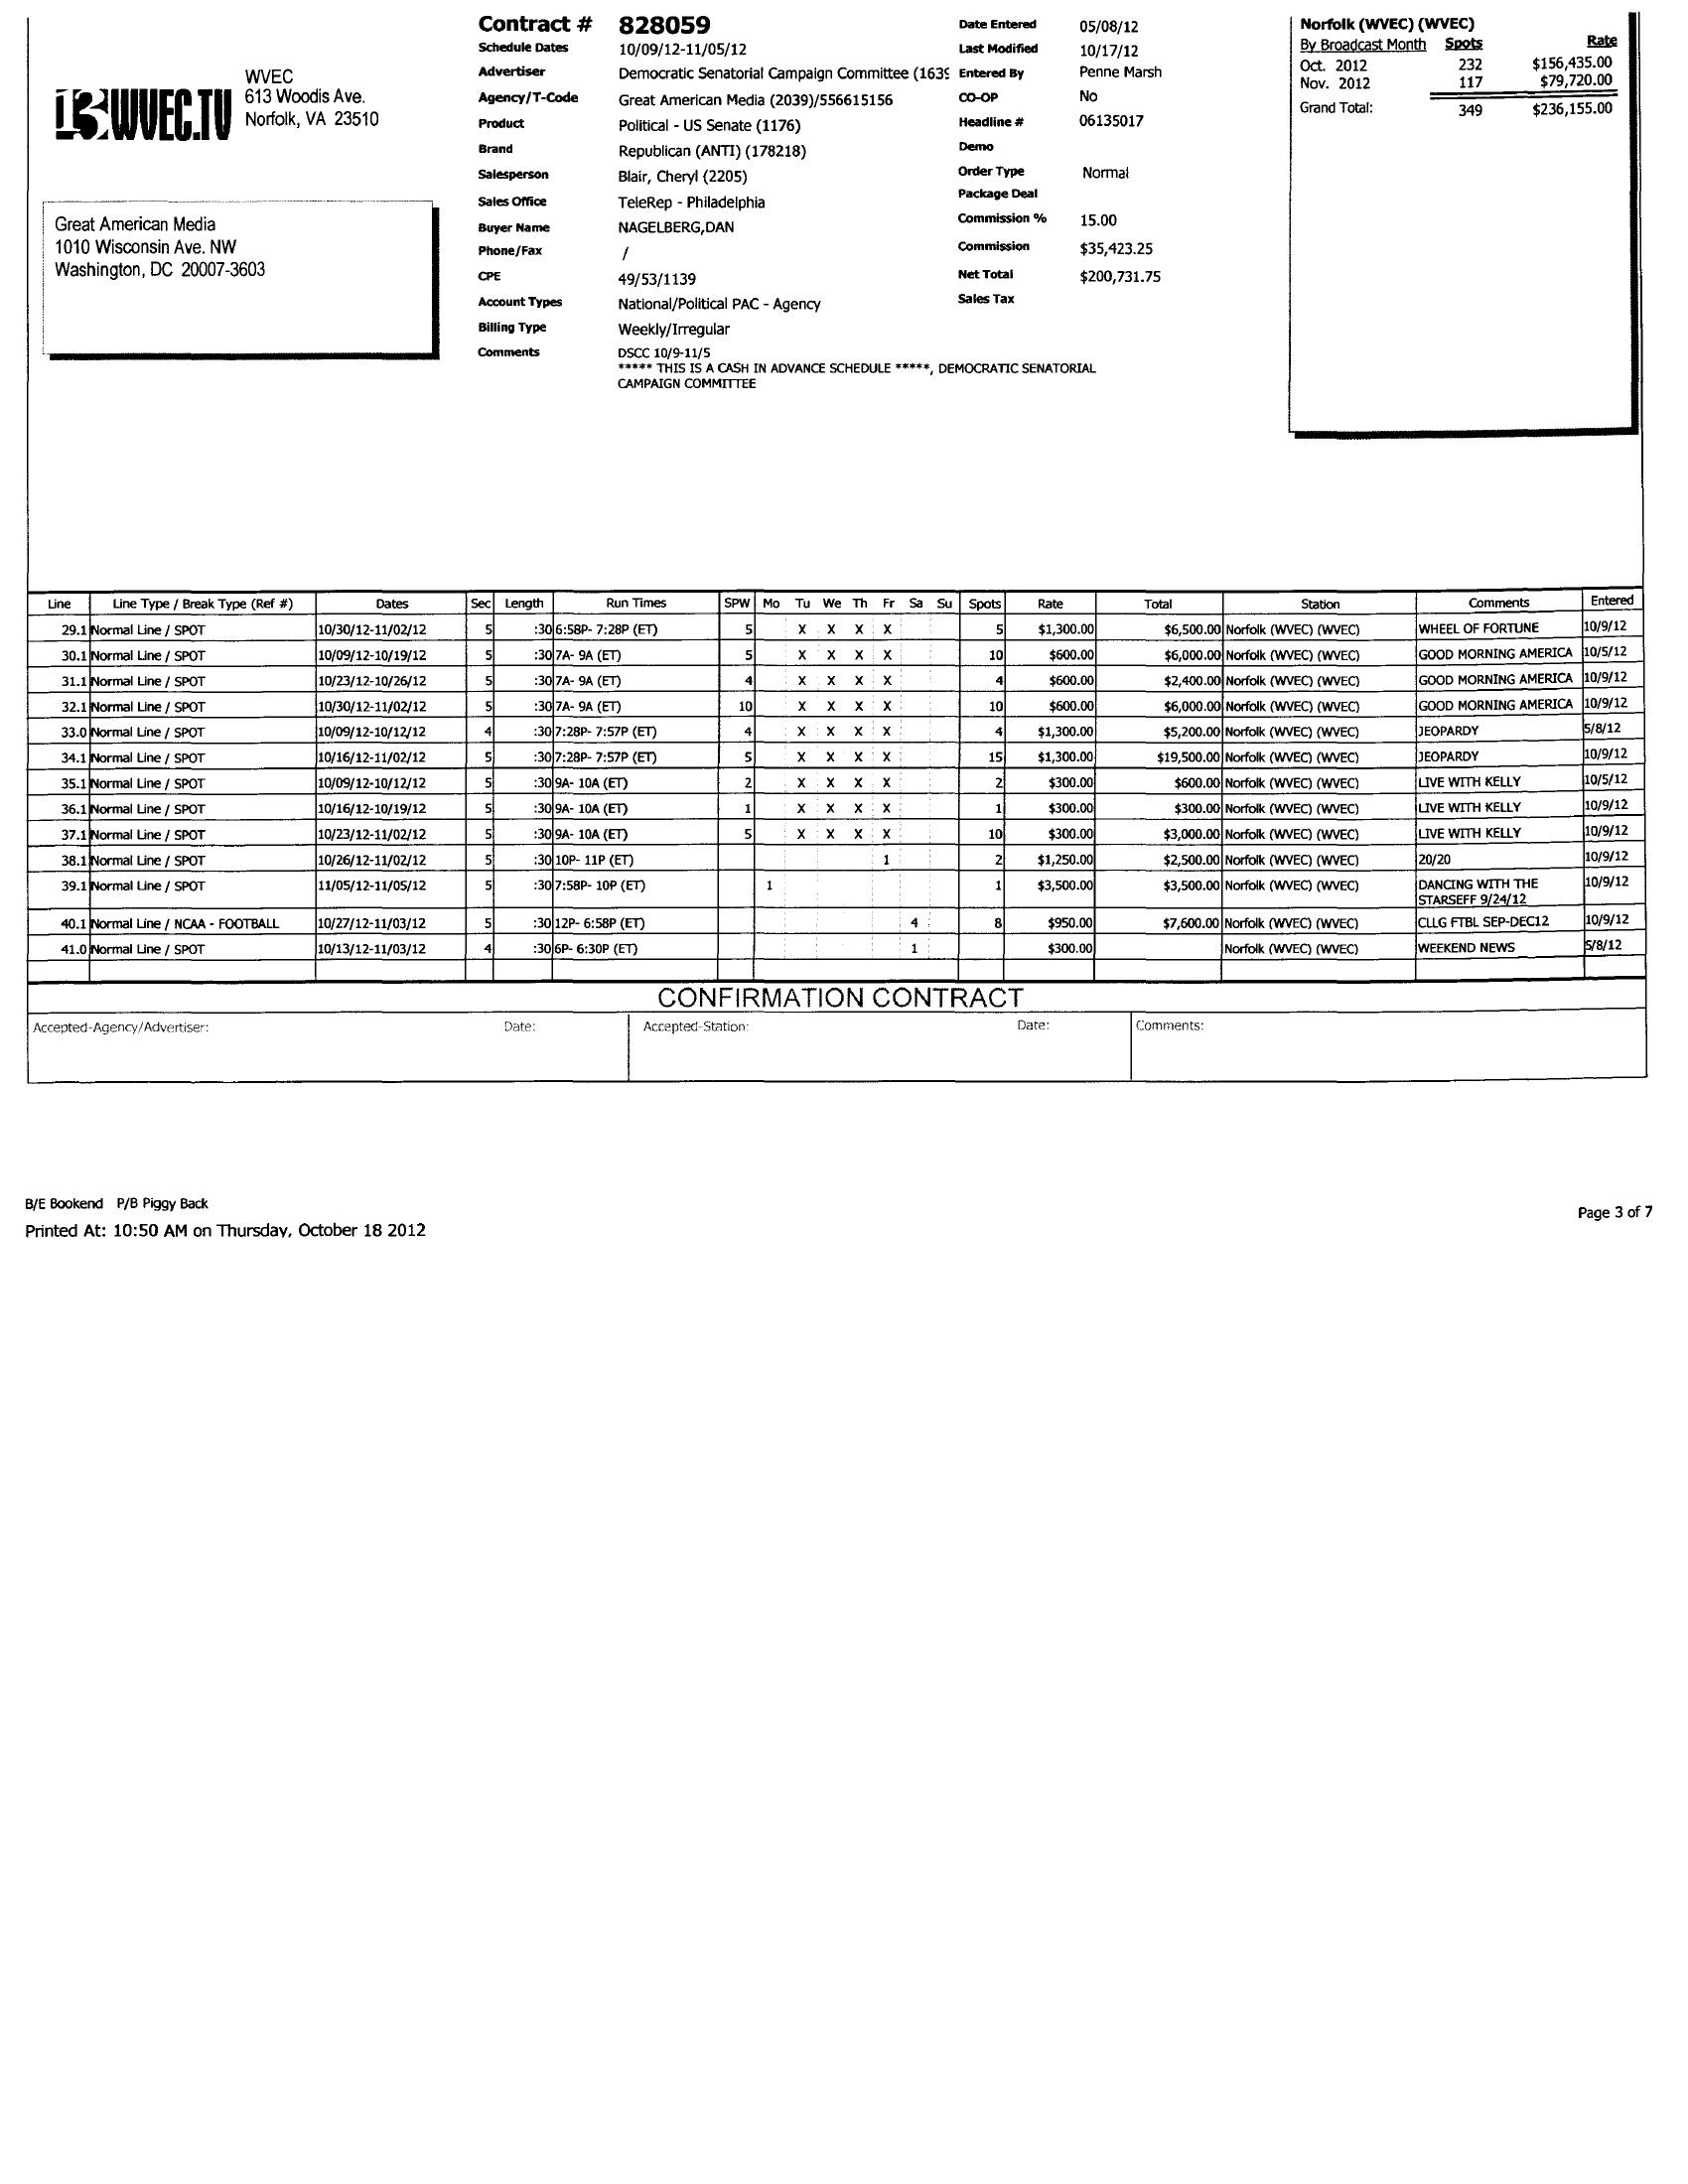 13 WVEC.TV
WVEC
613 Woodis Ave.
Norfolk, VA 23510
Great American Media
1010 Wisconsin Ave. NW
Washington, DC 20007-3603
Contract # 828059
Schedule Dates 10/09/12-11/05/12
Advertiser Democratic Senatorial Campaign Committee (1639
Agency/T-Code Great American Media (2039)/556615156
Product Political - US Senate (1176)
Brand Republican (ANTI) (178218)
Salesperson Blair, Cheryl (2205)
Sales Office TeleRep - Philadelphia
Buyer Name NAGELBERG,DAN
Phone/Fax /
CPE 49/53/1139
Account Types National/Political PAC - Agency
Billing Type Weekly/Irregular
Comments DSCC 10/9-11/5
***** THIS IS A CASH IN ADVANCE SCHEDULE *****, DEMOCRATIC SENATORIAL
CAMPAIGN COMMITTEE
Date Entered 05/08/12
Last Modified 10/17/12
Entered By Penne Marsh
CO-OP No
Headline # 06135017
Demo
Order Type Normal
Package Deal
Commission % 15.00
Commission $35,423.25
Net Total $200,731.75
Sales Tax
Norfolk (WVEC) (WVEC)
By Broadcast Month Spots Rate
Oct. 2012 232 $156,435.00
Nov. 2012 117 $79,720.00
Grand Total: 349 $236,155.00
Line Line Type / Break Type (Ref #) Dates Sec Length Run Times SPW Mo Tu We Th Fr Sa Su Spots Rate Total Station Comments Entered
29.1 Normal Line / SPOT 10/30/12-11/02/12 5 :30 6:58P- 7:28P (ET) 5 X X X X 5 $1,300.00 $6,500.00 Norfolk (WVEC) (WVEC) WHEEL OF FORTUNE 10/9/12
30.1 Normal Line / SPOT 10/09/12-10/19/12 5 :30 7A- 9A (ET) 5 X X X X 10 $600.00 $6,000.00 Norfolk (WVEC) (WVEC) GOOD MORNING AMERICA 10/5/12
31.1 Normal Line / SPOT 10/23/12-10/26/12 5 :30 7A- 9A (ET) 4 X X X X 4 $600.00 $2,400.00 Norfolk (WVEC) (WVEC) GOOD MORNING AMERICA 10/9/12
32.1 Normal Line / SPOT 10/30/12-11/02/12 5 :30 7A- 9A (ET) 10 X X X X 10 $600.00 $6,000.00 Norfolk (WVEC) (WVEC) GOOD MORNING AMERICA 10/9/12
33.0 Normal Line / SPOT 10/09/12-10/12/12 4 :30 7:28P- 7:57P (ET) 4 X X X X 4 $1,300.00 $5,200.00 Norfolk (WVEC) (WVEC) JEOPARDY 5/8/12
34.1 Normal Line / SPOT 10/16/12-11/02/12 5 :30 7:28P- 7:57P (ET) 5 X X X X 15 $1,300.00 $19,500.00 Norfolk (WVEC) (WVEC) JEOPARDY 10/9/12
35.1 Normal Line / SPOT 10/09/12-10/12/12 5 :30 9A- 10A (ET) 2 X X X X 2 $300.00 $600.00 Norfolk (WVEC) (WVEC) LIVE WITH KELLY 10/5/12
36.1 Normal Line / SPOT 10/16/12-10/19/12 5 :30 9A- 10A (ET) 1 X X X X 1 $300.00 $300.00 Norfolk (WVEC) (WVEC) LIVE WITH KELLY 10/9/12
37.1 Normal Line / SPOT 10/23/12-11/02/12 5 :30 9A- 10A (ET) 5 X X X X 10 $300.00 $3,000.00 Norfolk (WVEC) (WVEC) LIVE WITH KELLY 10/9/12
38.1 Normal Line / SPOT 10/26/12-11/02/12 5 :30 10P- 11P (ET) 1 2 $1,250.00 $2,500.00 Norfolk (WVEC) (WVEC) 20/20 10/9/12
39.1 Normal Line / SPOT 11/05/12-11/05/12 5 :30 7:58P- 10P (ET) 1 1 $3,500.00 $3,500.00 Norfolk (WVEC) (WVEC) DANCING WITH THE 10/9/12
STARSEFF 9/24/12
40.1 Normal Line / NCAA - FOOTBALL 10/27/12-11/03/12 5 :30 12P- 6:58P (ET) 4 8 $950.00 $7,600.00 Norfolk (WVEC) (WVEC) CLLG FTBL SEP-DEC12 10/9/12
41.0 Normal Line / SPOT 10/13/12-11/03/12 4 :30 6P- 6:30P (ET) 1 $300.00 Norfolk (WVEC) (WVEC) WEEKEND NEWS 5/8/12
CONFIRMATION CONTRACT
Accepted-Agency/Advertiser: Date: Accepted-Station: Date: Comments:
B/E Bookend P/B Piggy Back
Printed At: 10:50 AM on Thursday, October 18 2012
Page 3 of 7